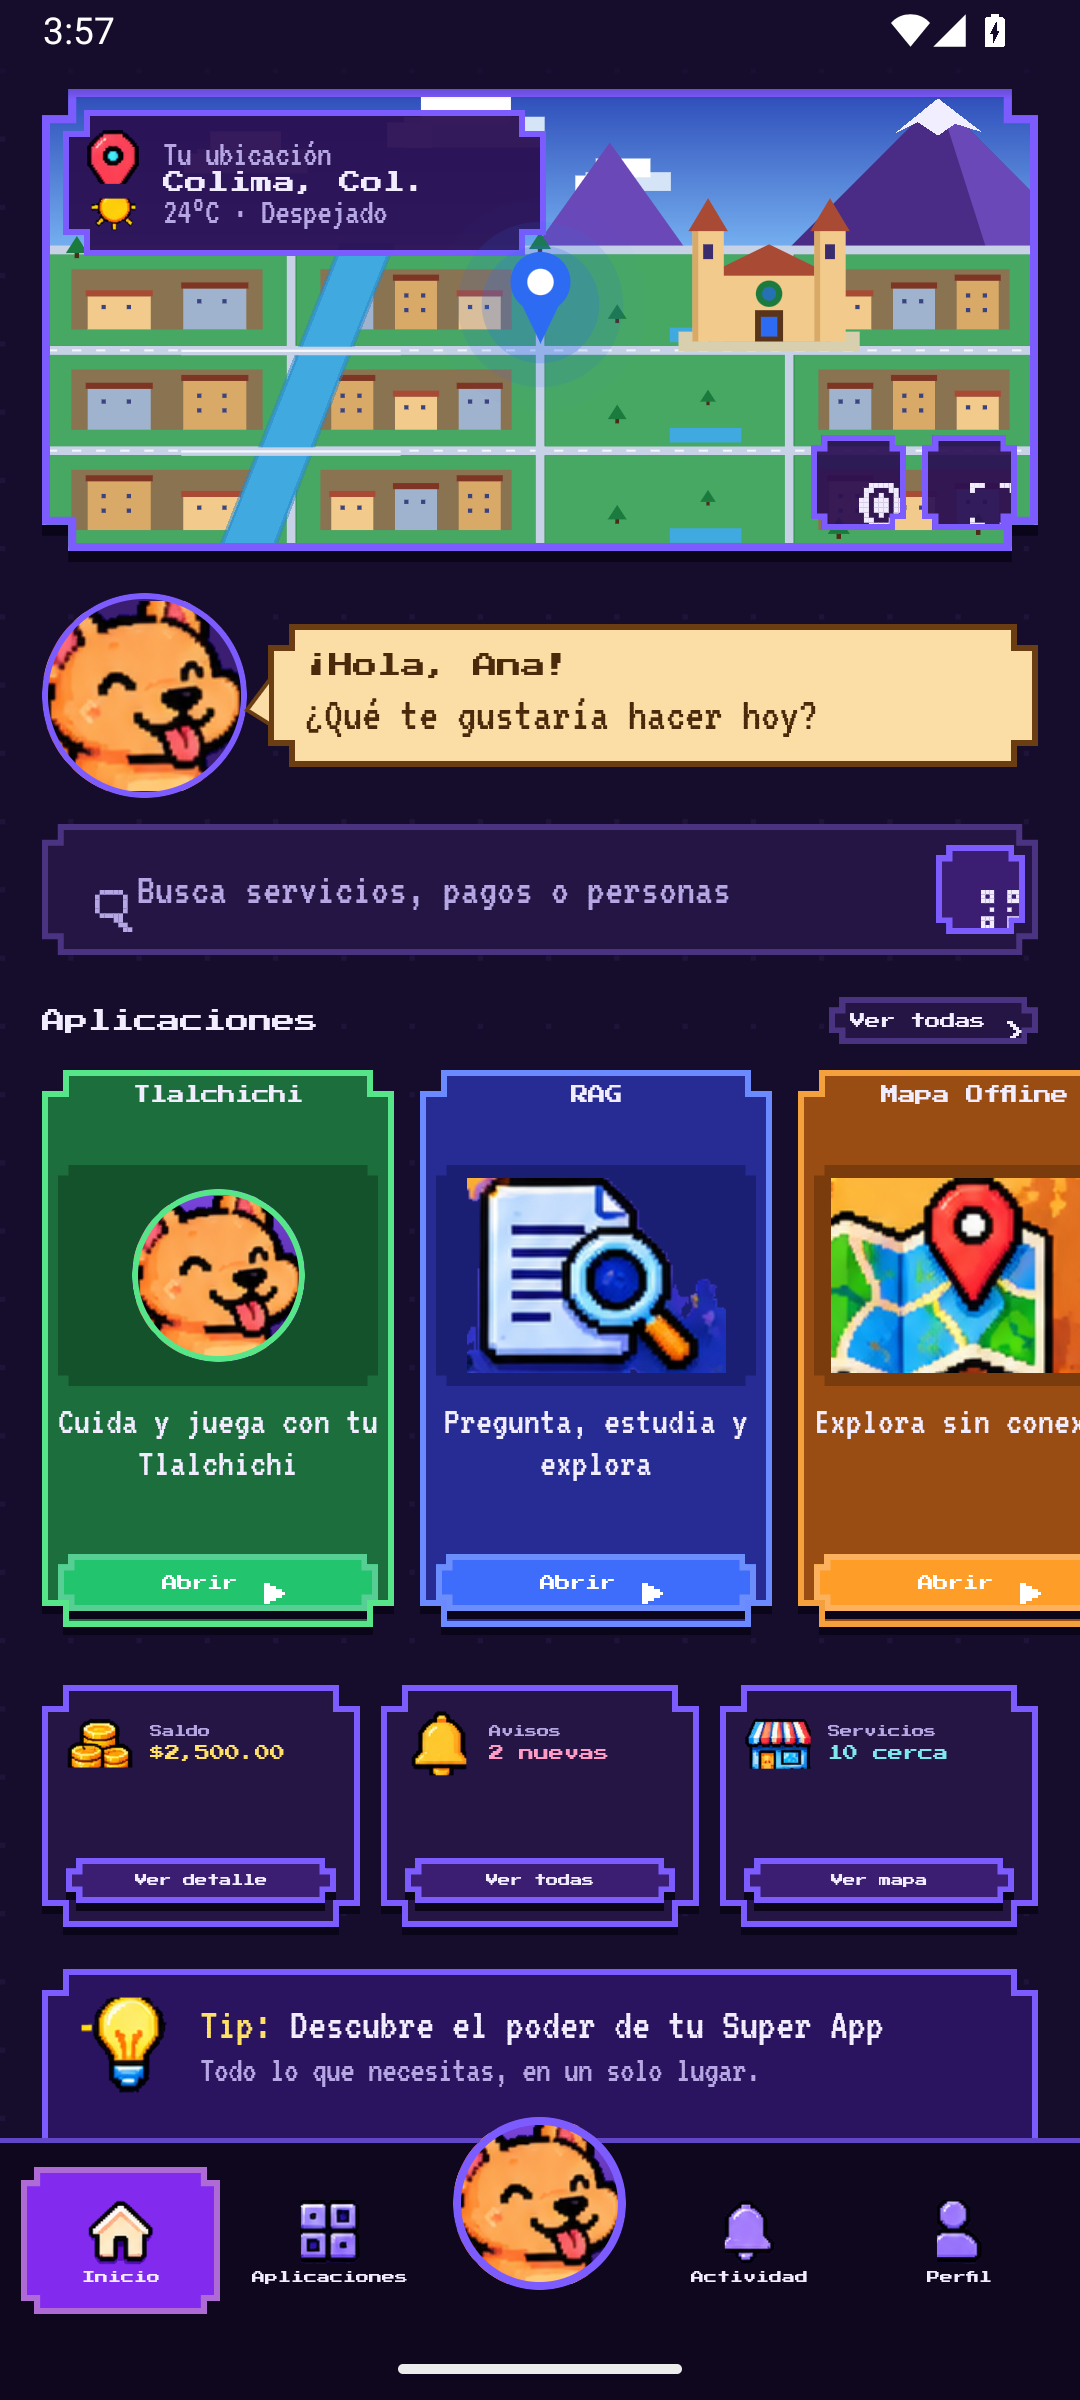 3:57
Tu ubicación
Colima, Col.
24°C · Despejado
¡Hola, Ana!
¿Qué te gustaría hacer hoy?
Busca servicios, pagos o personas
Aplicaciones
Ver todas
Tlalchichi
RAG
Mapa Offline
Cuida y juega con tu
Tlalchichi
Pregunta, estudia y
explora
Explora sin conex
Abrir
Abrir
Abrir
Saldo
$2,500.00
Avisos
2 nuevas
Servicios
10 cerca
Ver detalle
Ver todas
Ver mapa
Tip: Descubre el poder de tu Super App
Todo lo que necesitas, en un solo lugar.
Inicio
Aplicaciones
Actividad
Perfil